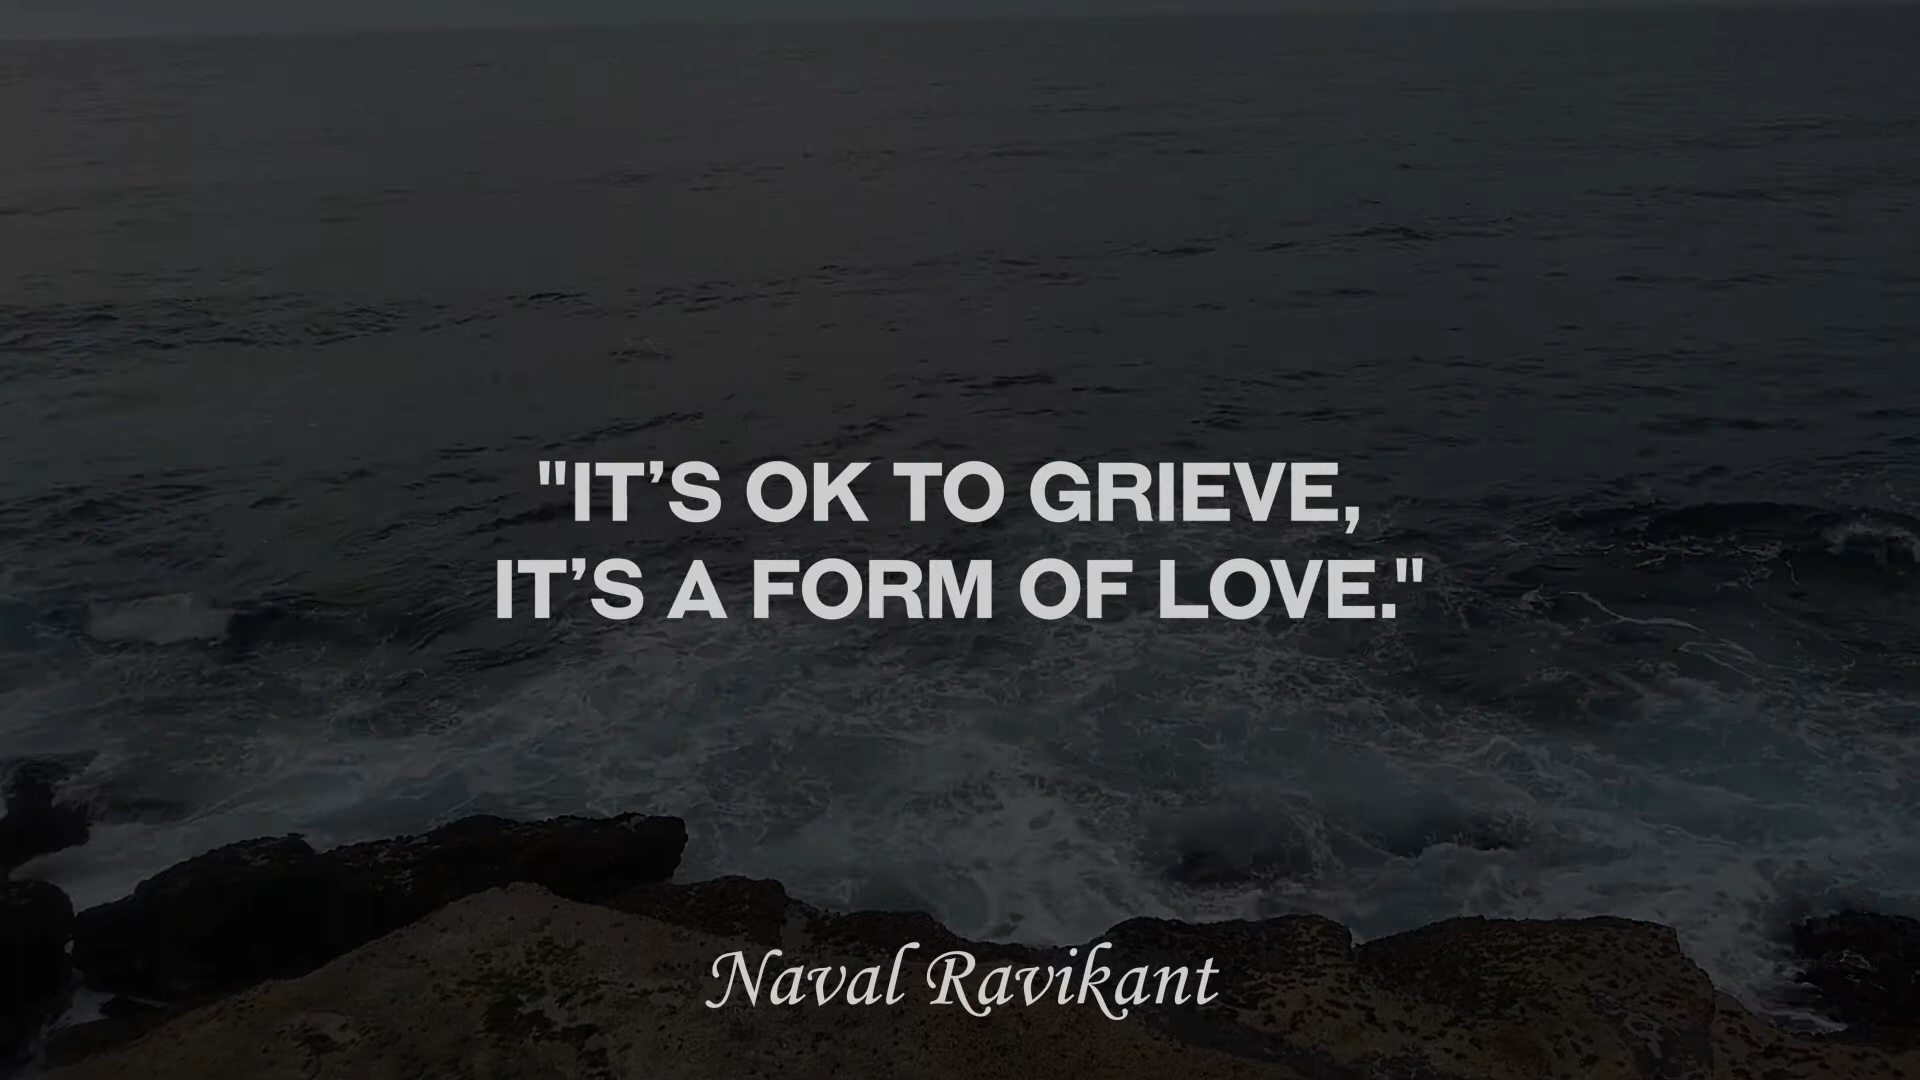 "IT’S OK TO GRIEVE,
IT’S A FORM OF LOVE."
Naval Ravikant